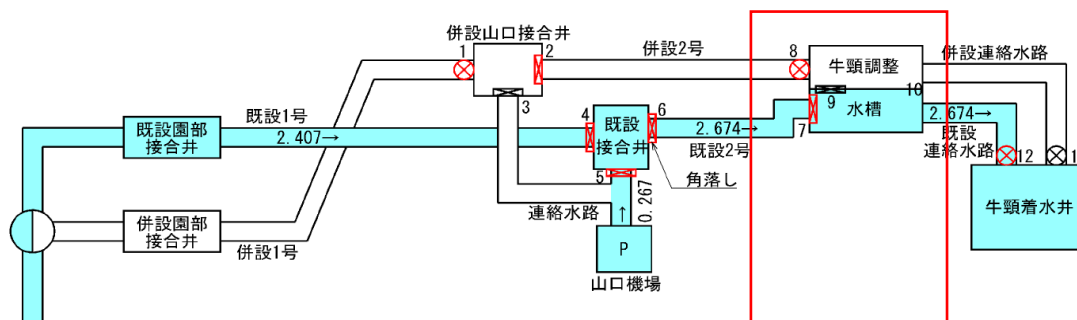 併設山口接合井
1
2
併設2号
8
牛頸調整
水槽
併設連絡水路
3
9
10
既設園部
接合井
既設1号
2.407→
4
既設
接合井
6
2.674→
既設2号
7
2.674→
既設
連絡水路
5
角落し
12
1
併設園部
接合井
併設1号
連絡水路
↑
0.267
P
山口機場
牛頸着水井